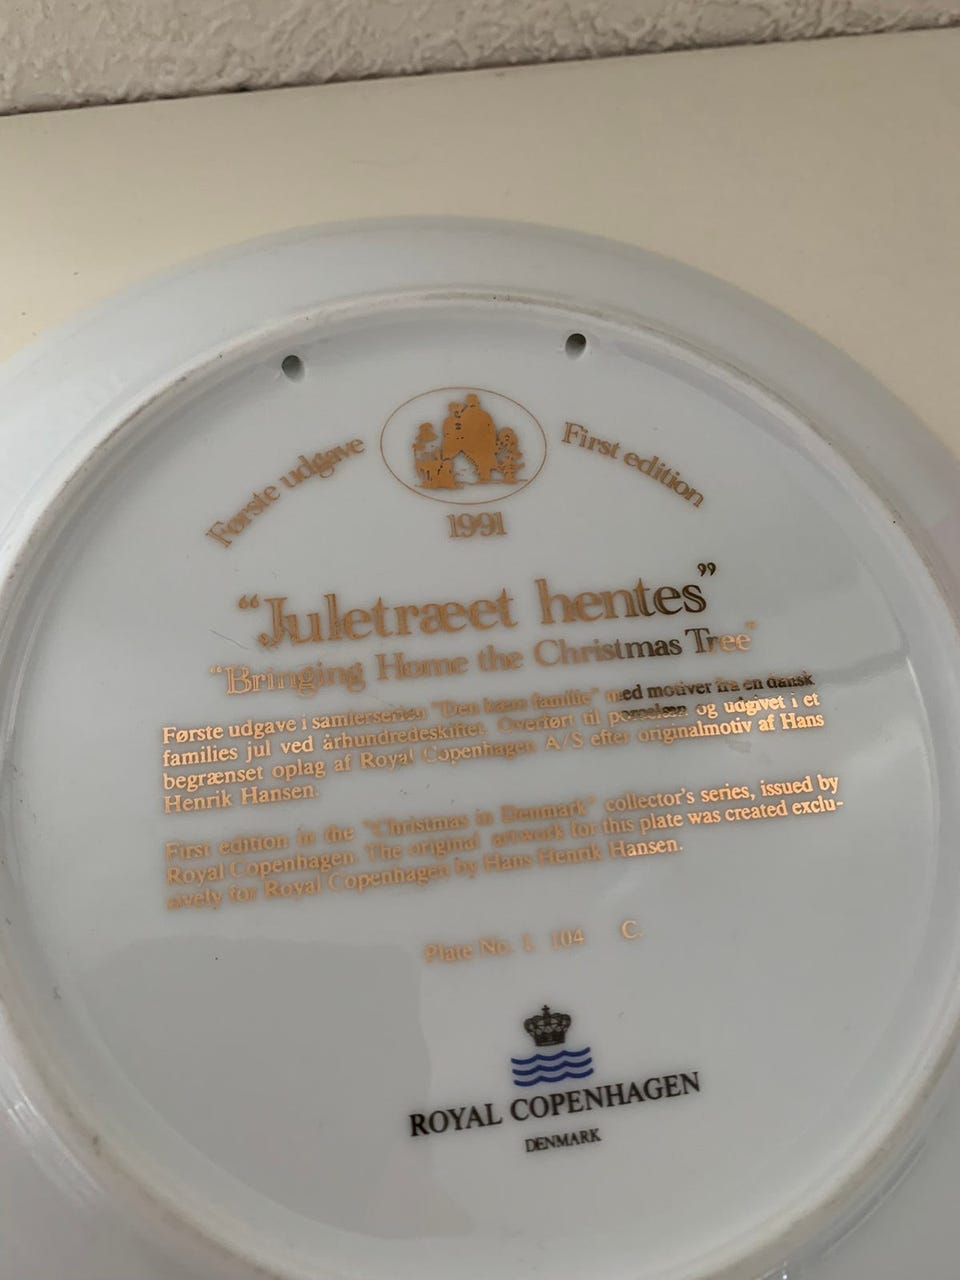 Første udgave
First edition
1991
“Juletræet hentes”
“Bringing Home the Christmas Tree”
Første udgave i samlerserien "Den kære familie" med motiver fra en dansk
families jul ved århundredeskiftet. Overført til porcelæn og udgivet i et
begrænset oplag af Royal Copenhagen A/S efter originalmotiv af Hans
Henrik Hansen.
First edition in the "Christmas in Denmark" collector's series, issued by
Royal Copenhagen. The original artwork for this plate was created exclu-
sively for Royal Copenhagen by Hans Henrik Hansen.
Plate No. 1. 104 C.
ROYAL COPENHAGEN
DENMARK